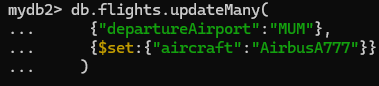 mydb2> db.flights.updateMany(
...      {"departureAirport":"MUM"},
...      {$set:{"aircraft":"AirbusA777"}}
...     )